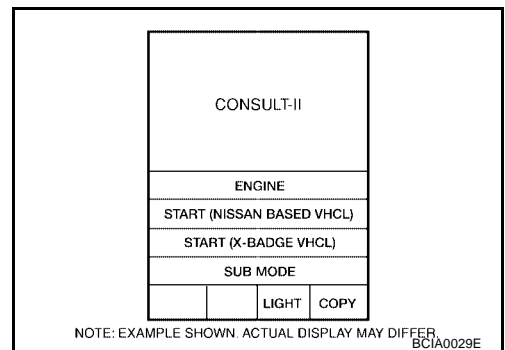 CONSULT-II
ENGINE
START (NISSAN BASED VHCL)
START (X-BADGE VHCL)
SUB MODE
LIGHT COPY
NOTE: EXAMPLE SHOWN. ACTUAL DISPLAY MAY DIFFER.
BCIA0029E